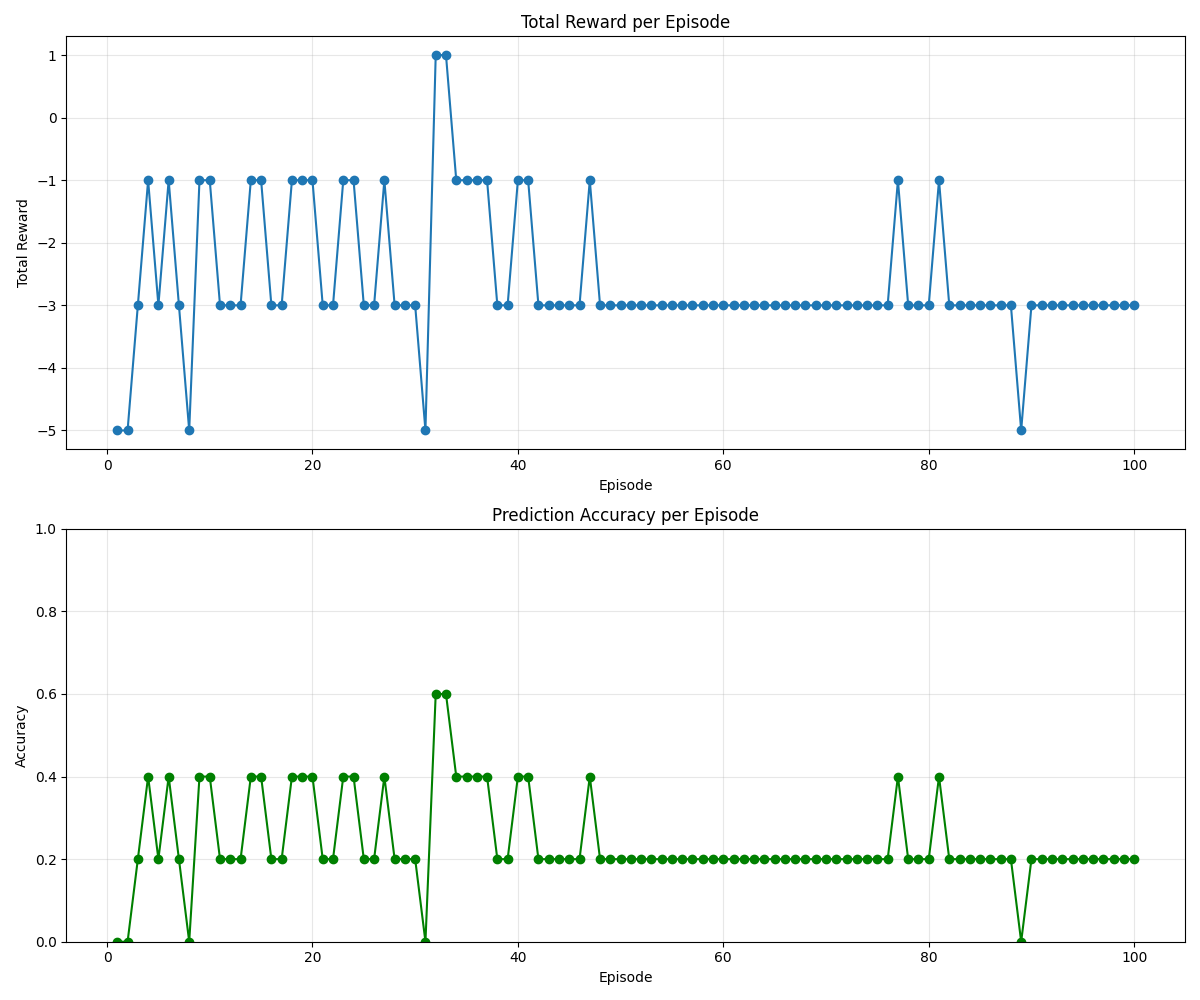 Total Reward per Episode
1
0
−1
−2
−3
−4
−5
Total Reward
0 20 40 60 80 100
Episode
Prediction Accuracy per Episode
1.0
0.8
0.6
0.4
0.2
0.0
Accuracy
0 20 40 60 80 100
Episode